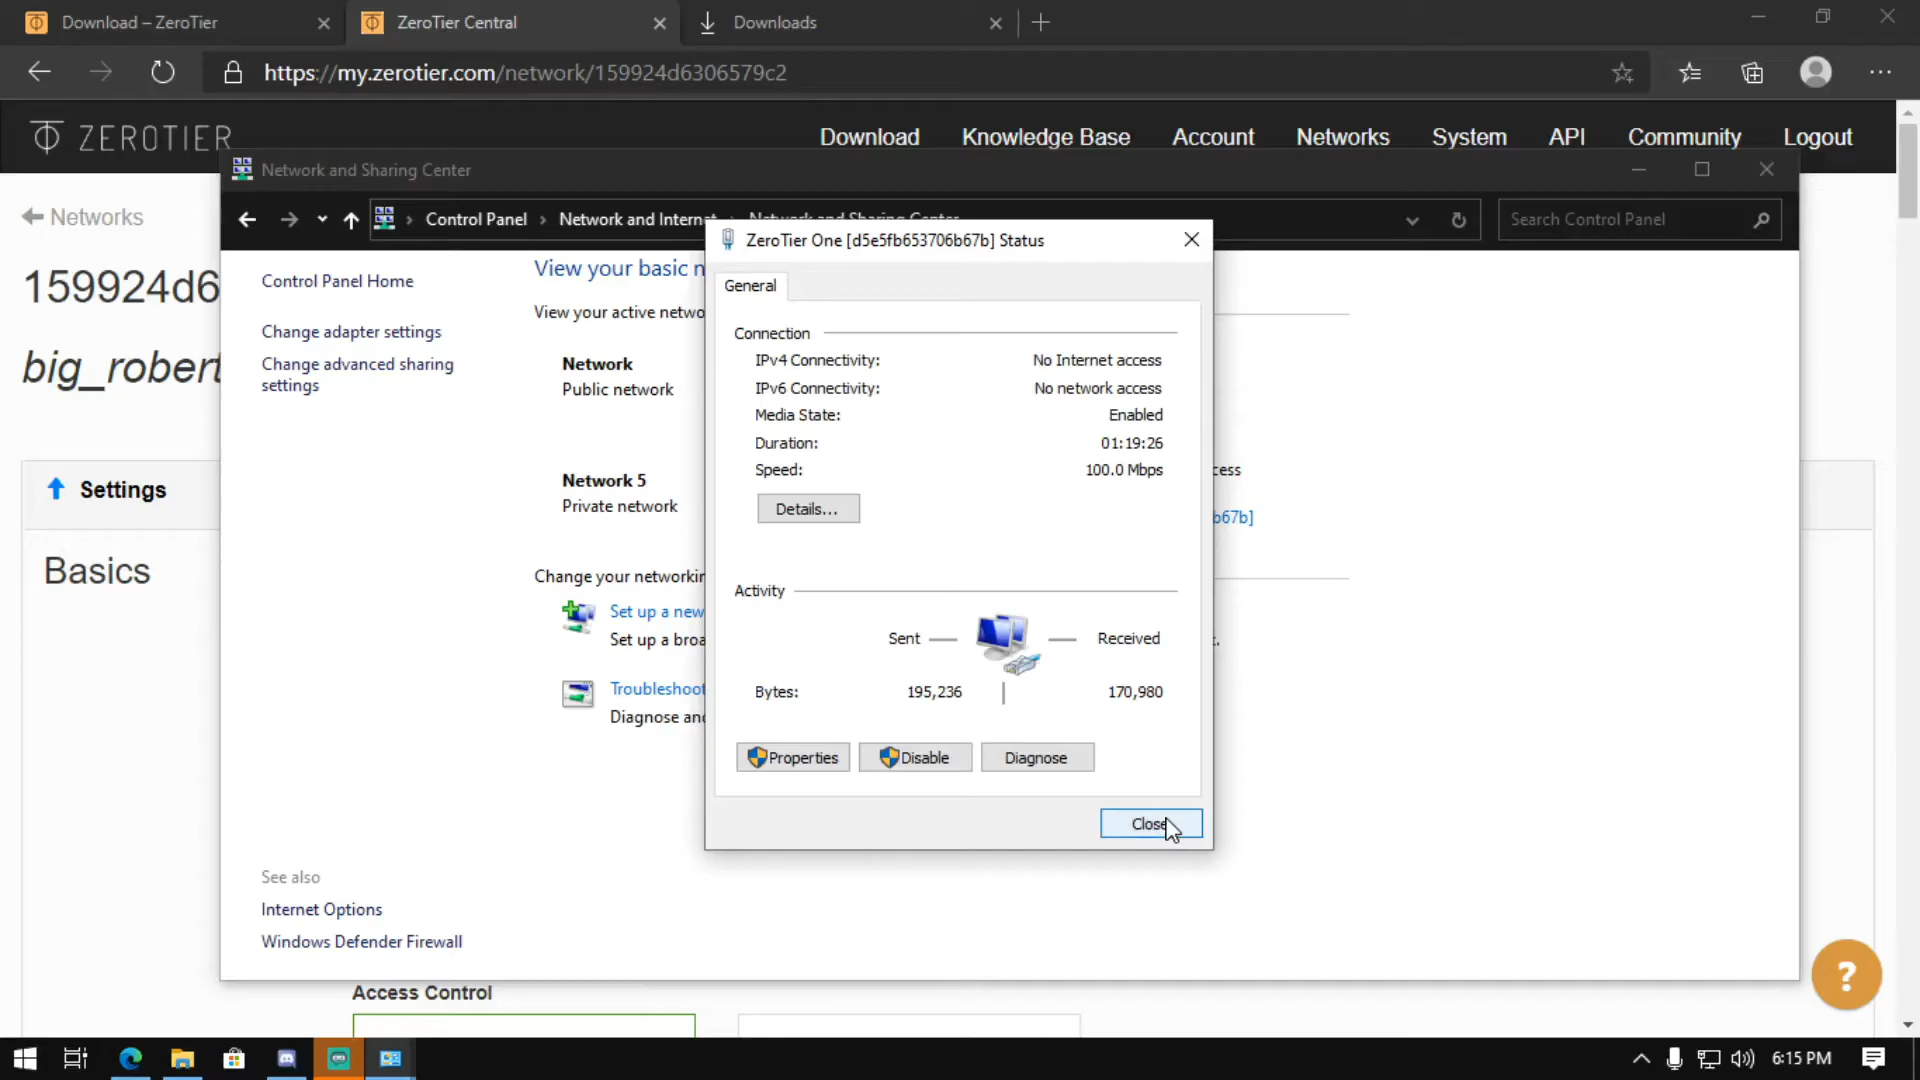 Download – ZeroTier
ZeroTier Central
Downloads
https://my.zerotier.com/network/159924d6306579c2
ZEROTIER
Download Knowledge Base Account Networks System API Community Logout
Network and Sharing Center
Control Panel Network and Internet Network and Sharing Center
Search Control Panel
Networks
159924d6
big_robert
Settings
Basics
Control Panel Home
Change adapter settings
Change advanced sharing
settings
View your basic n
View your active netwo
Network
Public network
Network 5
Private network
cess
b67b]
Change your networkin
Set up a new
Set up a broa
t.
Troubleshoot
Diagnose and
See also
Internet Options
Windows Defender Firewall
ZeroTier One [d5e5fb653706b67b] Status
General
Connection
IPv4 Connectivity: No Internet access
IPv6 Connectivity: No network access
Media State: Enabled
Duration: 01:19:26
Speed: 100.0 Mbps
Details...
Activity
Sent Received
Bytes: 195,236 170,980
Properties Disable Diagnose
Close
Access Control
?
6:15 PM